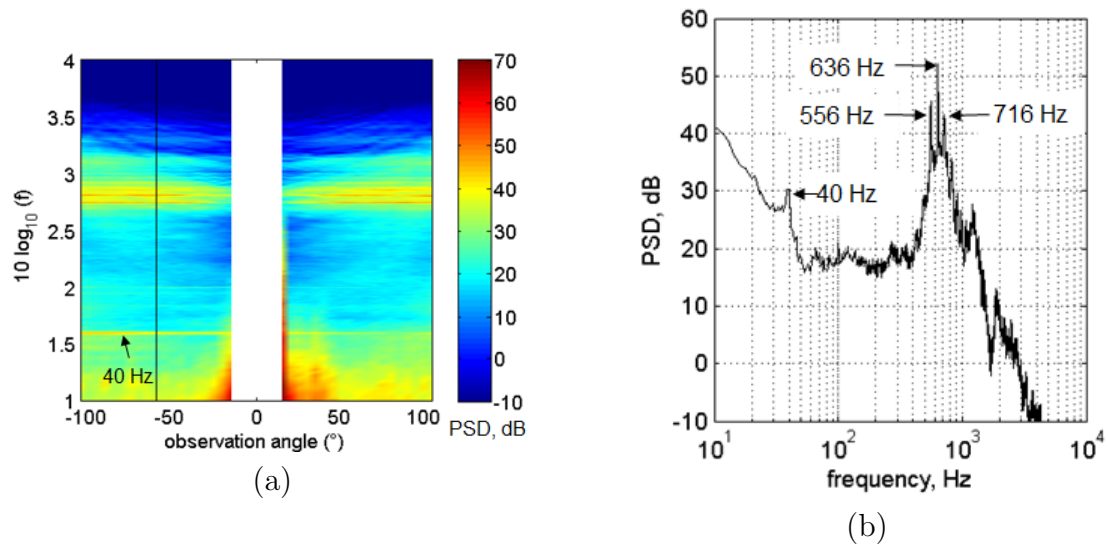 4
3.5
3
2.5
2
1.5
1
10 log10 (f)
40 Hz
-100
-50
0
50
100
observation angle (°)
70
60
50
40
30
20
10
0
-10
PSD, dB
(a)
60
50
40
30
20
10
0
-10
PSD, dB
636 Hz
556 Hz
716 Hz
40 Hz
10^1
10^2
10^3
10^4
frequency, Hz
(b)